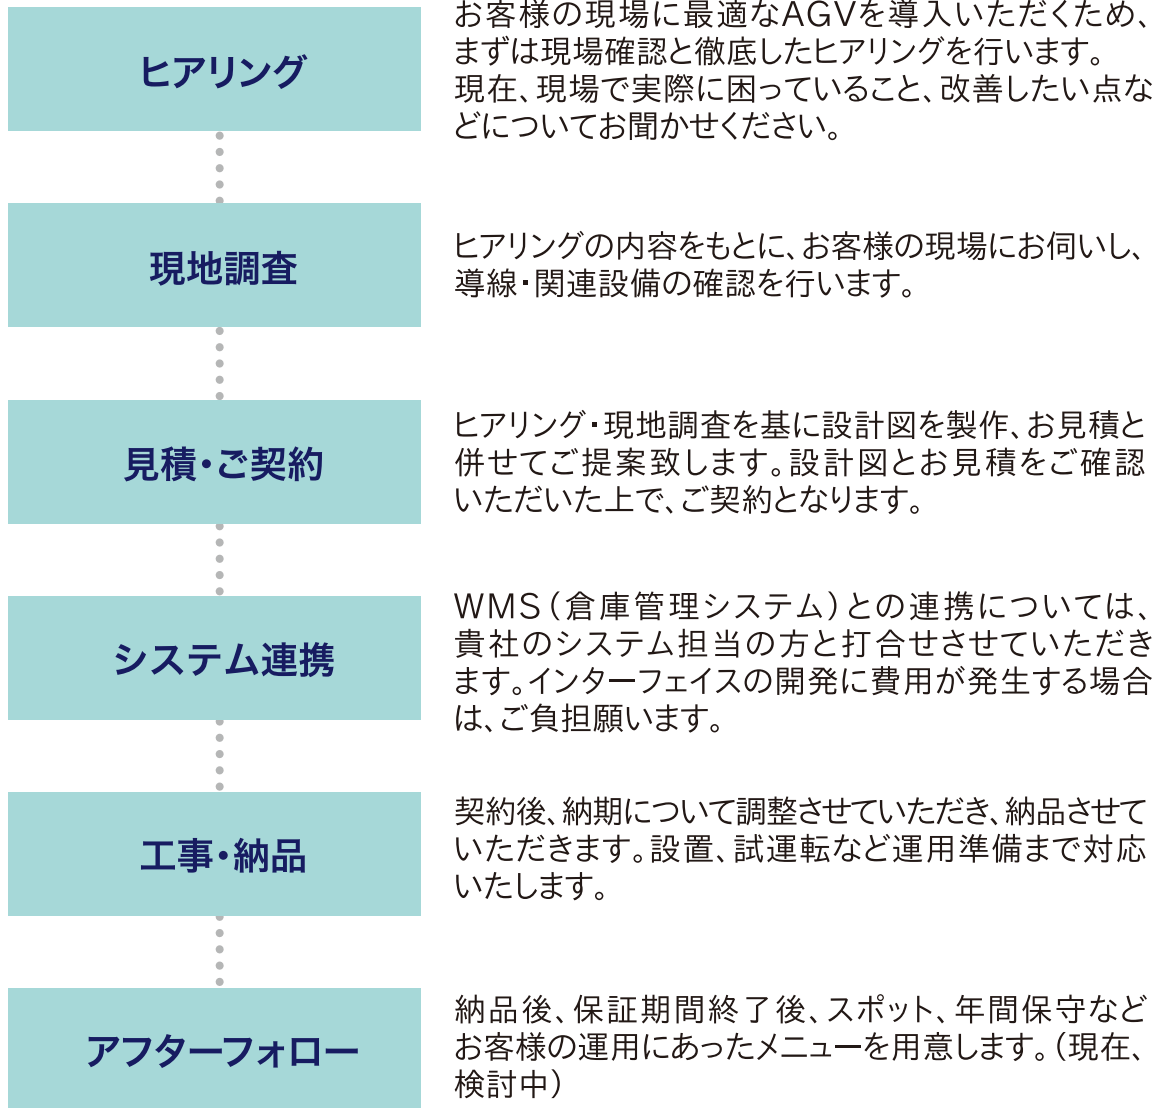 ヒアリング
お客様の現場に最適なAGVを導入いただくため、
まずは現場確認と徹底したヒアリングを行います。
現在、現場で実際に困っていること、改善したい点な
どについてお聞かせください。
現地調査
ヒアリングの内容をもとに、お客様の現場にお伺いし、
導線・関連設備の確認を行います。
見積・ご契約
ヒアリング・現地調査を基に設計図を製作、お見積と
併せてご提案致します。設計図とお見積をご確認
いただいた上で、ご契約となります。
システム連携
WMS（倉庫管理システム）との連携については、
貴社のシステム担当の方と打合せさせていただき
ます。インターフェイスの開発に費用が発生する場合
は、ご負担願います。
工事・納品
契約後、納期について調整させていただき、納品させて
いただきます。設置、試運転など運用準備まで対応
いたします。
アフターフォロー
納品後、保証期間終了後、スポット、年間保守など
お客様の運用にあったメニューを用意します。（現在、
検討中）